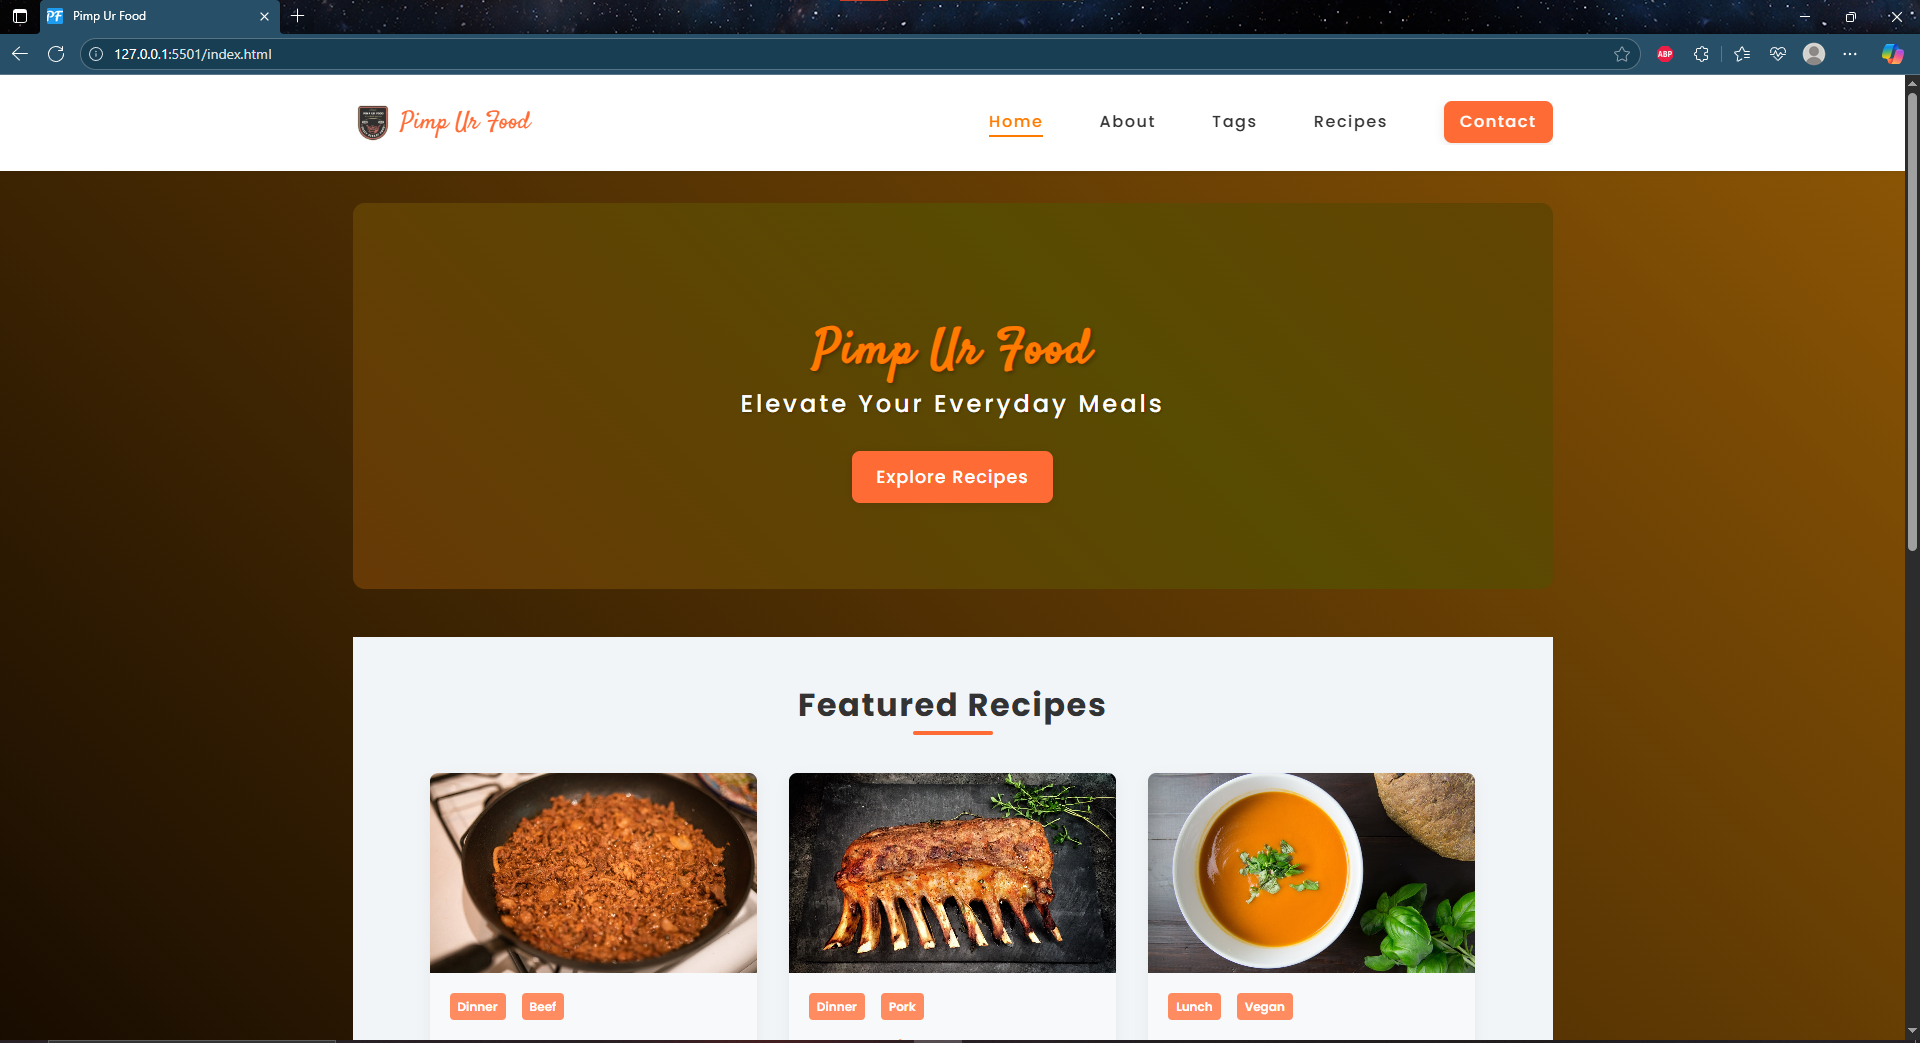 PF Pimp Ur Food
127.0.0.1:5501/index.html
ABP
Pimp Ur Food
Home
About
Tags
Recipes
Contact
Pimp Ur Food
Elevate Your Everyday Meals
Explore Recipes
Featured Recipes
Dinner Beef
Dinner Pork
Lunch Vegan